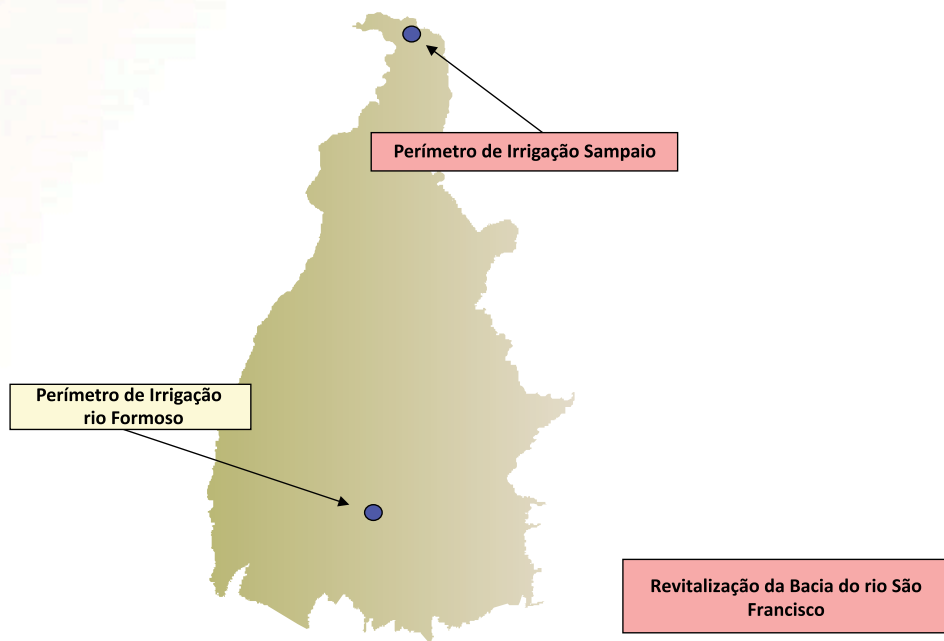 Perímetro de Irrigação Sampaio
Perímetro de Irrigação
rio Formoso
Revitalização da Bacia do rio São
Francisco